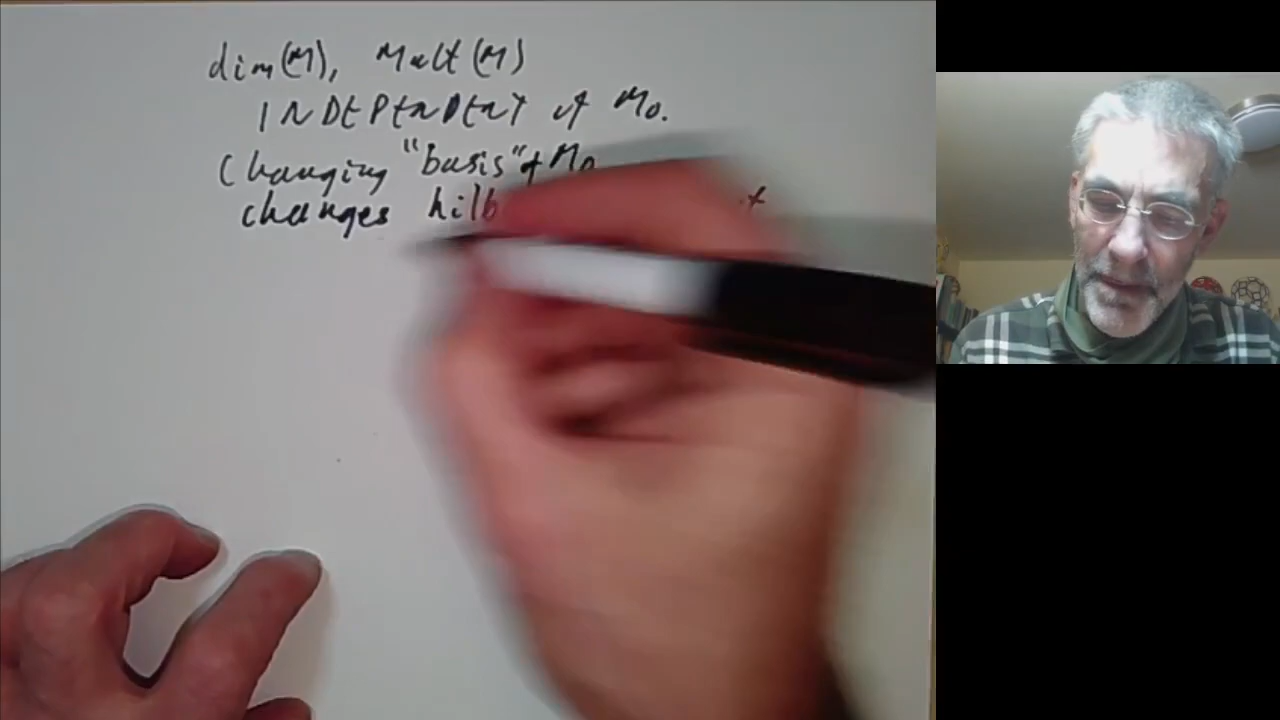 dim(M), Mult(M)
INDEPENDENT of M₀.
Changing "basis" of M₀
changes hilb